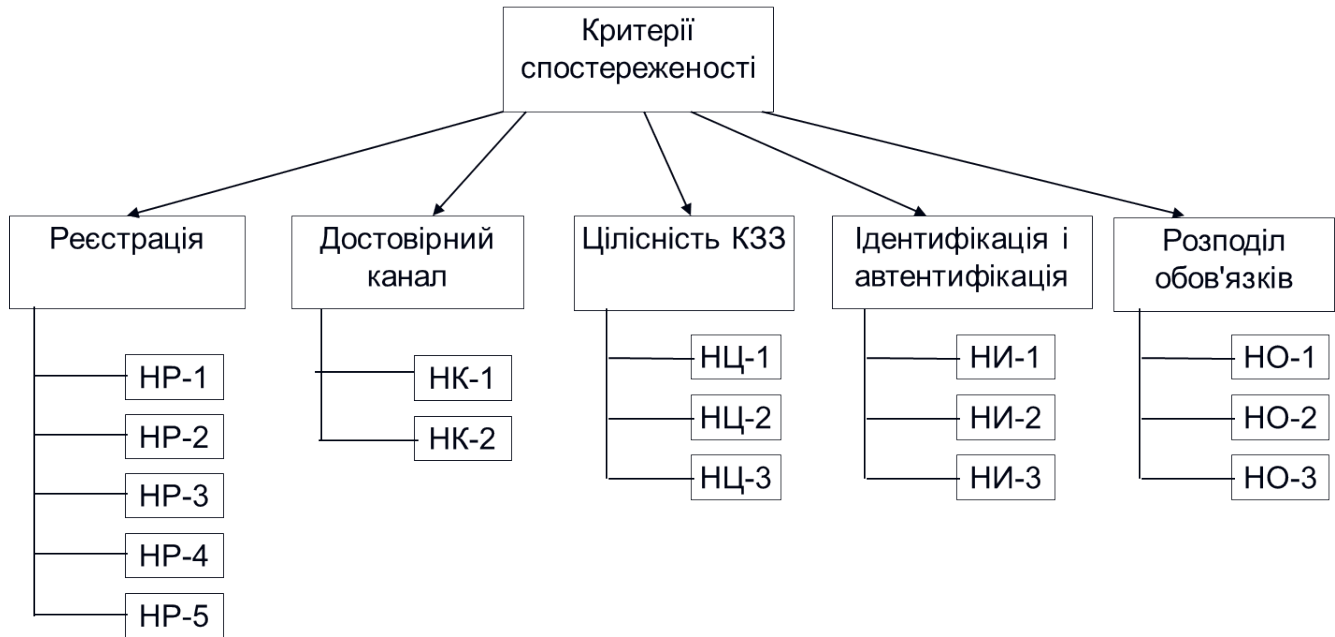 Критерії
спостереженості
Реєстрація
Достовірний
канал
Цілісність КЗЗ
Ідентифікація і
автентифікація
Розподіл
обов'язків
НР-1
НР-2
НР-3
НР-4
НР-5
НК-1
НК-2
НЦ-1
НЦ-2
НЦ-3
НИ-1
НИ-2
НИ-3
НО-1
НО-2
НО-3